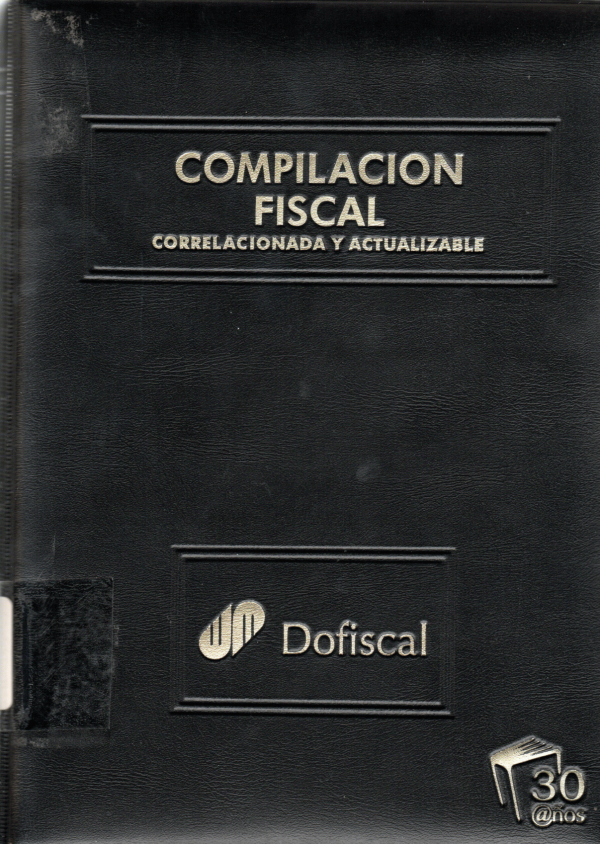 COMPILACION
FISCAL
CORRELACIONADA Y ACTUALIZABLE
Dofiscal
30
@ños